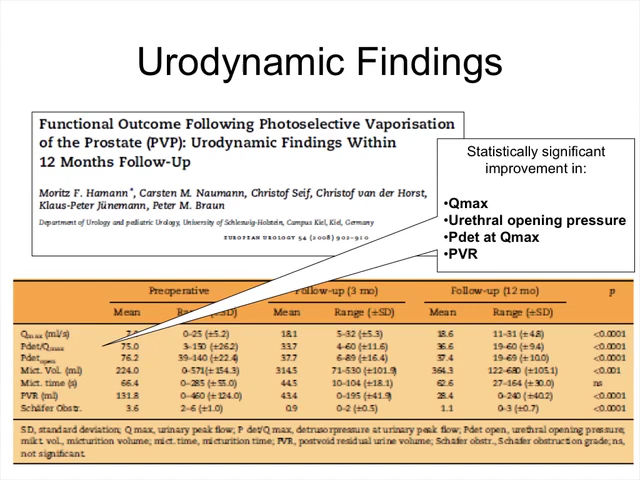 Urodynamic Findings
Functional Outcome Following Photoselective Vaporisation
of the Prostate (PVP): Urodynamic Findings Within
12 Months Follow-Up
Moritz F. Hamann*, Carsten M. Naumann, Christof Seif, Christof van der Horst,
Klaus-Peter Jünemann, Peter M. Braun
Department of Urology and pediatric Urology, University of Schleswig-Holstein, Campus Kiel, Kiel, Germany
EUROPEAN UROLOGY 54 (2008) 902–910
Statistically significant
improvement in:
•Qmax
•Urethral opening pressure
•Pdet at Qmax
•PVR
Preoperative Follow-up (3 mo) Follow-up (12 mo) p
Mean (±SD) Mean Range (±SD) Mean Range (±SD)
Qmax (ml/s) 0–25 (±5.2) 18.1 5–32 (±5.3) 18.6 11–31 (±4.8) <0.0001
Pdet/Qmax 75.0 3–150 (±26.2) 33.7 4–60 (±11.6) 36.6 19–60 (±9.4) <0.0001
Pdetopen 76.2 39–140 (±22.4) 37.7 6–89 (±16.4) 37.4 19–69 (±10.0) <0.0001
Mict. Vol. (ml) 224.0 0–571(±154.3) 314.5 71–530 (±101.9) 364.3 122–680 (±105.1) <0.001
Mict. time (s) 66.4 0–285 (±55.0) 44.5 10–104 (±18.1) 62.6 27–164 (±30.0) ns
PVR (ml) 131.8 0–460 (±124.0) 43.4 0–195 (±41.9) 28.4 0–240 (±40.2) <0.0001
Schäfer Obstr. 3.6 2–6 (±1.0) 0.9 0–2 (±0.5) 1.1 0–3 (±0.7) <0.0001
SD, standard deviation; Q max, urinary peak flow; P det/Q max, detrusorpressure at urinary peak flow; Pdet open, urethral opening pressure;
mikt. vol., micturition volume; mict. time, micturition time; PVR, postvoid residual urine volume; Schäfer obstr., Schäfer obstruction grade; ns,
not significant.